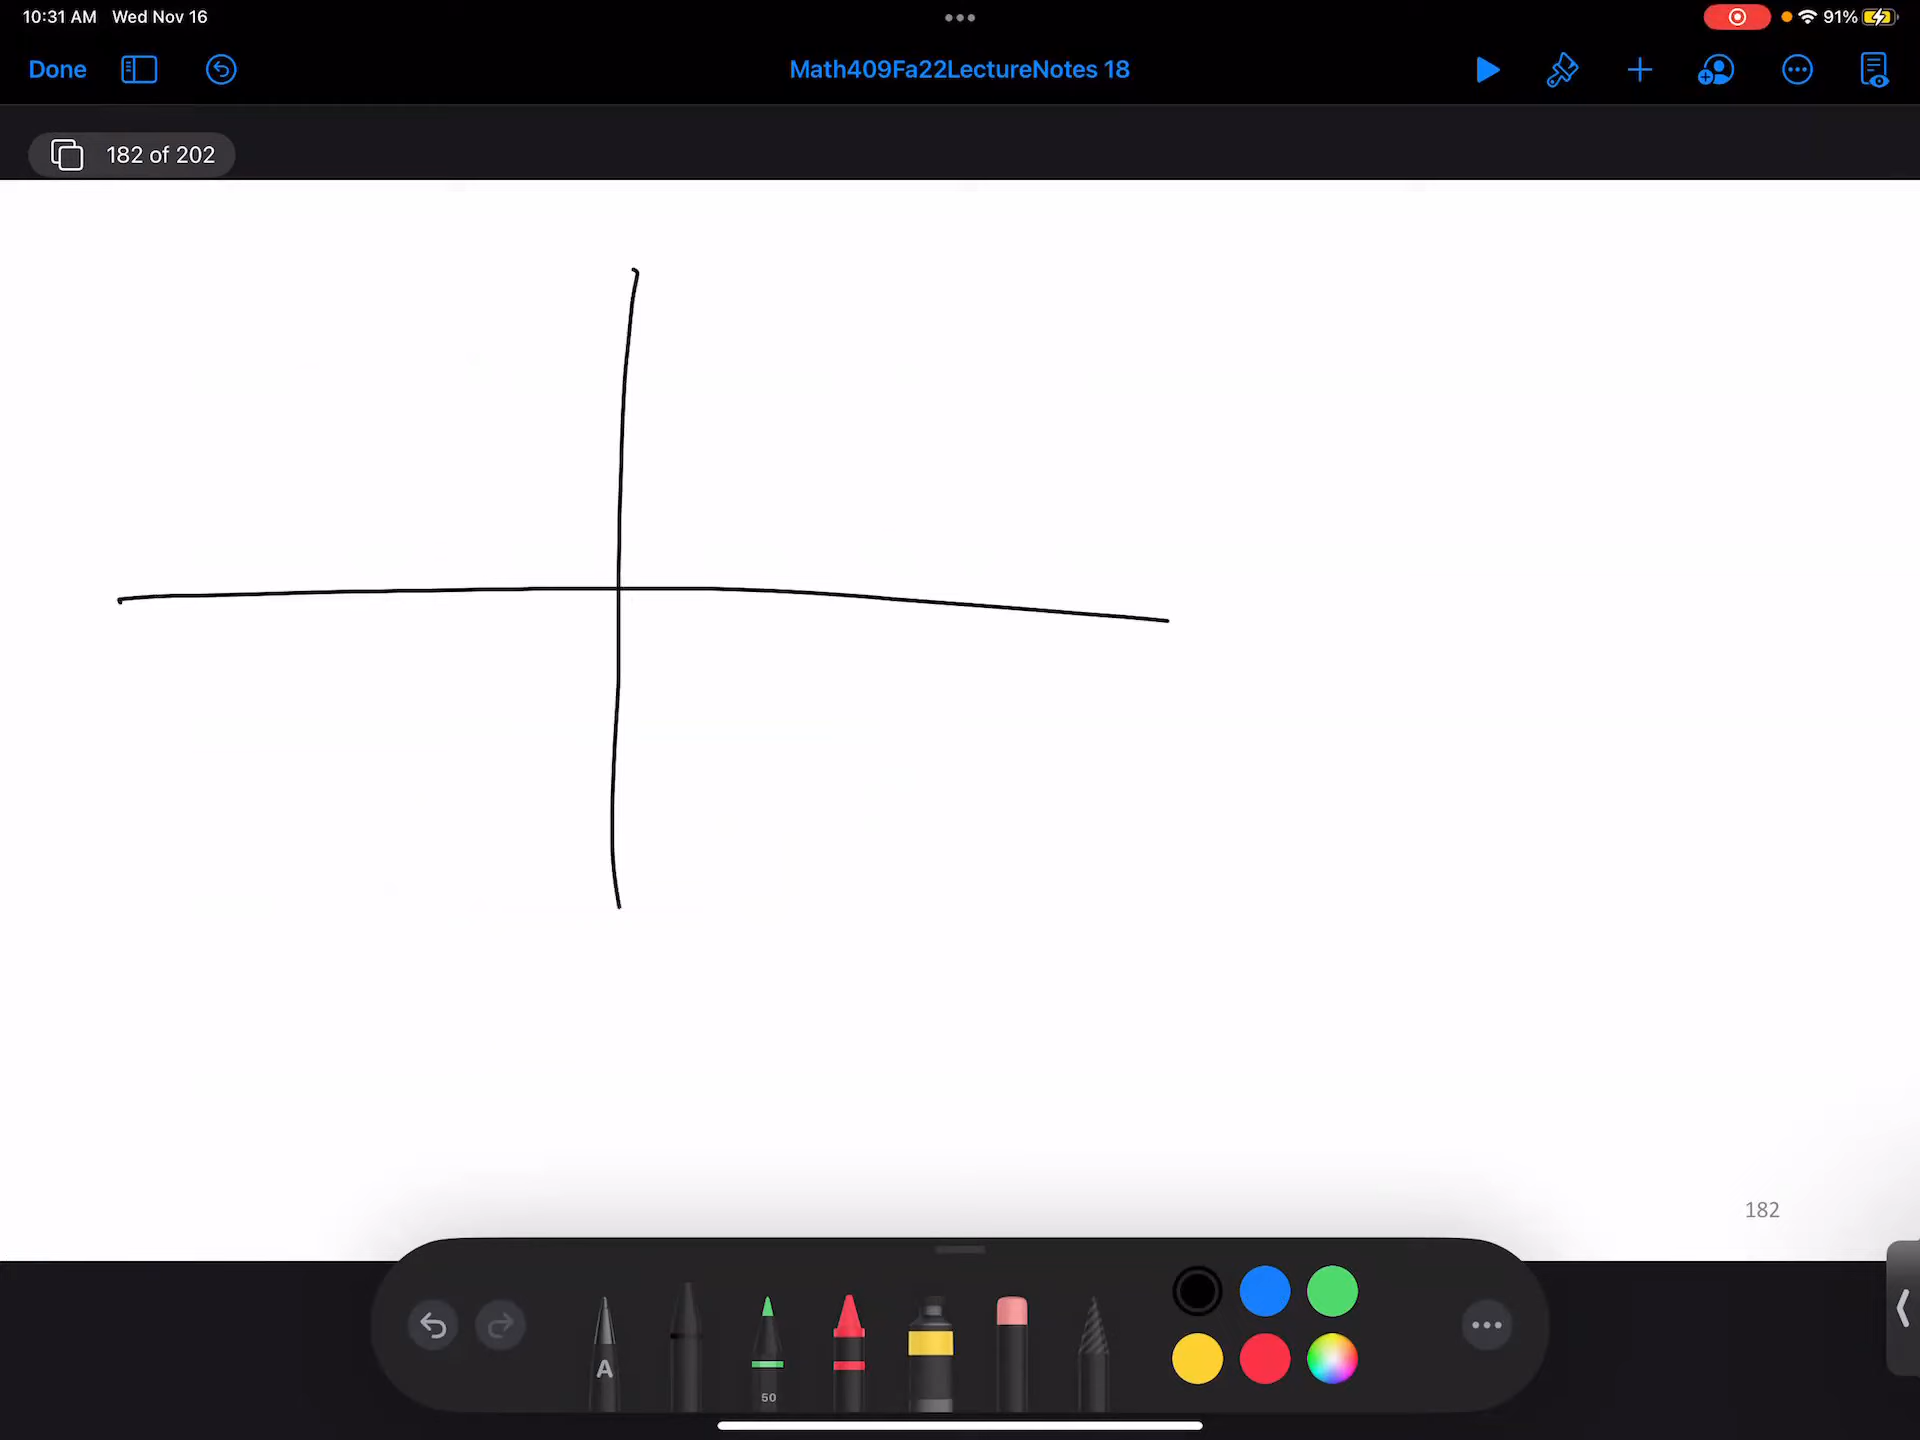 10:31 AM Wed Nov 16
91%
Done
Math409Fa22LectureNotes 18
182 of 202
182
A
50